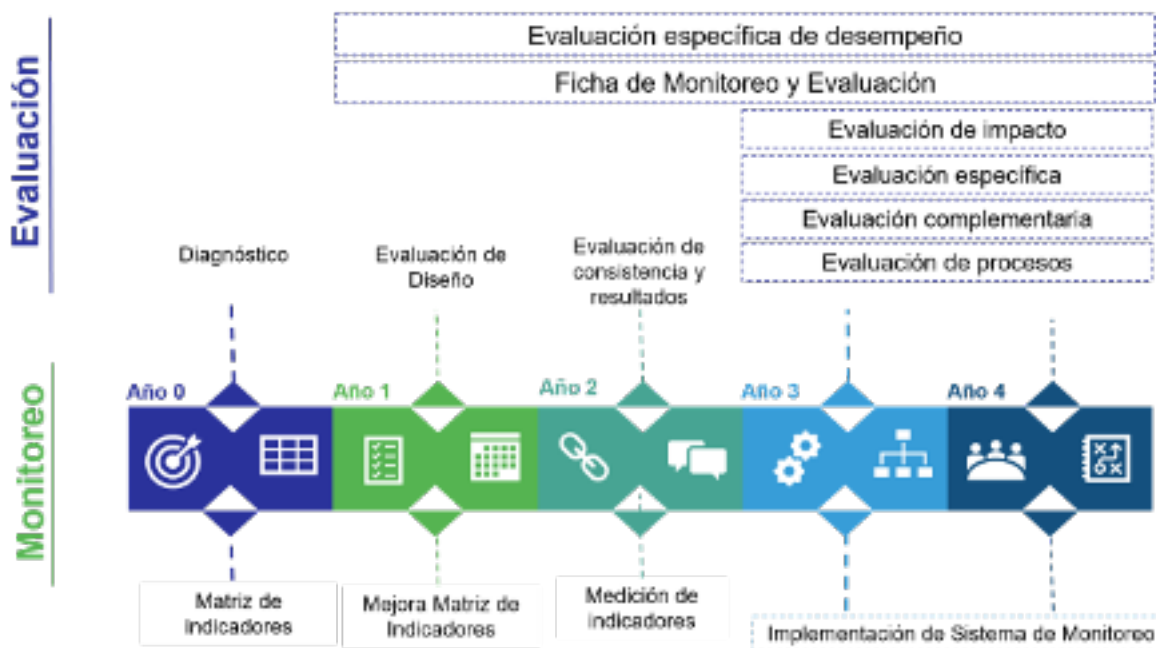 Evaluación
Evaluación específica de desempeño
Ficha de Monitoreo y Evaluación
Evaluación de impacto
Evaluación específica
Evaluación complementaria
Evaluación de procesos
Diagnóstico
Evaluación de
Diseño
Evaluación de
consistencia y
resultados
Monitoreo
Año 0
Año 1
Año 2
Año 3
Año 4
Matriz de
Indicadores
Mejora Matriz de
Indicadores
Medición de
indicadores
Implementación de Sistema de Monitoreo